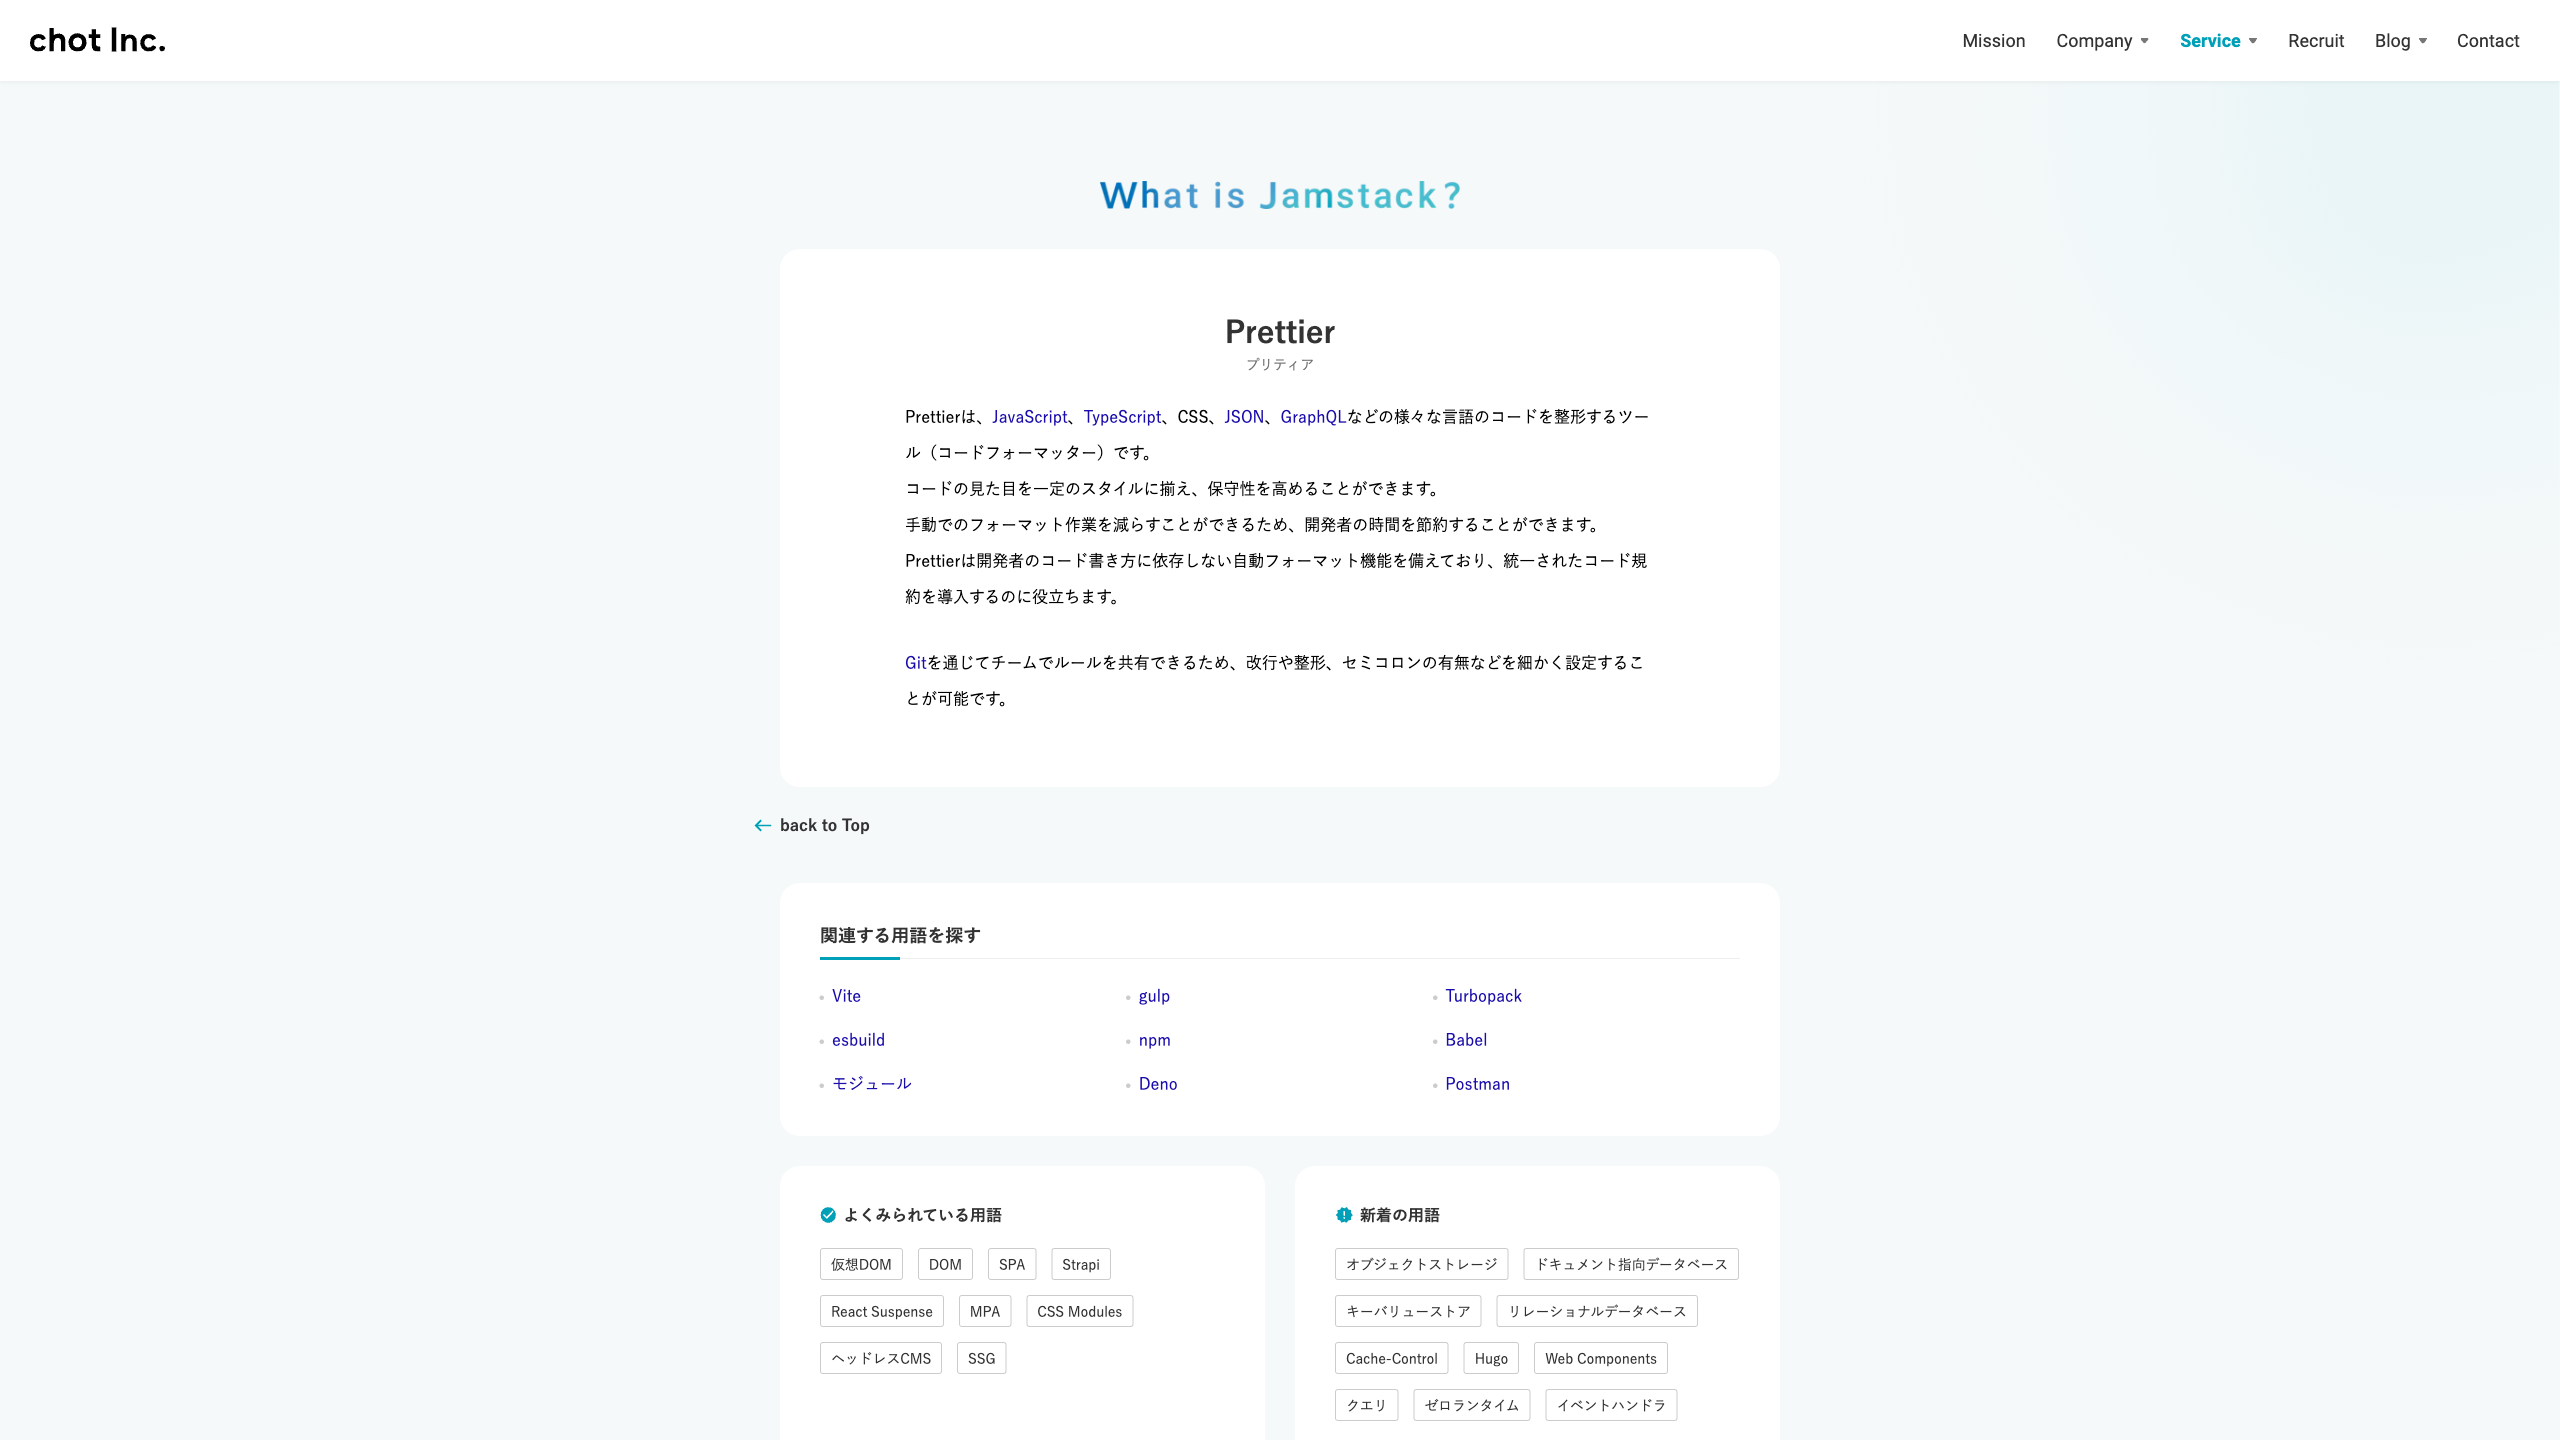 chot Inc.
Mission Company Service Recruit Blog Contact
What is Jamstack?
Prettier
プリティア
Prettierは、JavaScript、TypeScript、CSS、JSON、GraphQLなどの様々な言語のコードを整形するツー
ル（コードフォーマッター）です。
コードの見た目を一定のスタイルに揃え、保守性を高めることができます。
手動でのフォーマット作業を減らすことができるため、開発者の時間を節約することができます。
Prettierは開発者のコード書き方に依存しない自動フォーマット機能を備えており、統一されたコード規
約を導入するのに役立ちます。
Gitを通じてチームでルールを共有できるため、改行や整形、セミコロンの有無などを細かく設定するこ
とが可能です。
back to Top
関連する用語を探す
Vite gulp Turbopack
esbuild npm Babel
モジュール Deno Postman
よくみられている用語
仮想DOM DOM SPA Strapi
React Suspense MPA CSS Modules
ヘッドレスCMS SSG
新着の用語
オブジェクトストレージ ドキュメント指向データベース
キーバリューストア リレーショナルデータベース
Cache-Control Hugo Web Components
クエリ ゼロランタイム イベントハンドラ